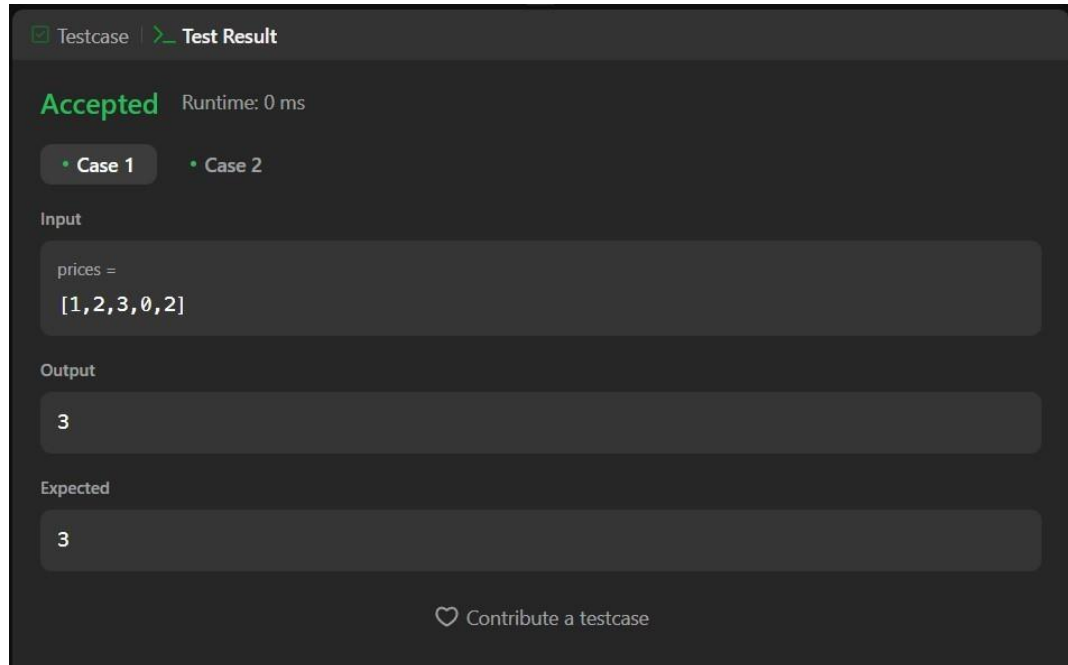 Testcase
Test Result
Accepted Runtime: 0 ms
Case 1 Case 2
Input
prices =
[1,2,3,0,2]
Output
3
Expected
3
Contribute a testcase